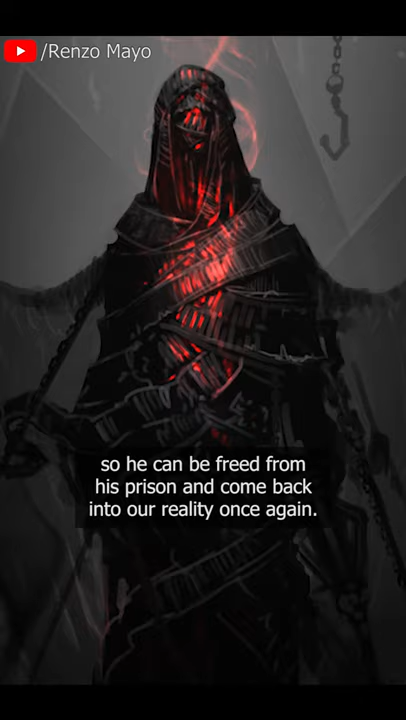 /Renzo Mayo
so he can be freed from
his prison and come back
into our reality once again.